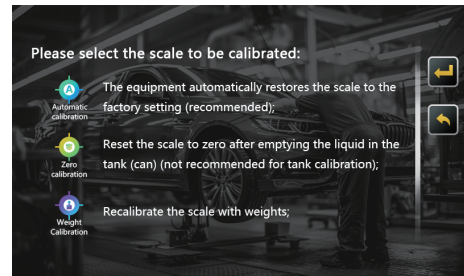 Please select the scale to be calibrated:
A
Automatic
calibration
The equipment automatically restores the scale to the
factory setting (recommended);
Zero
calibration
Reset the scale to zero after emptying the liquid in the
tank (can) (not recommended for tank calibration);
Weight
Calibration
Recalibrate the scale with weights;